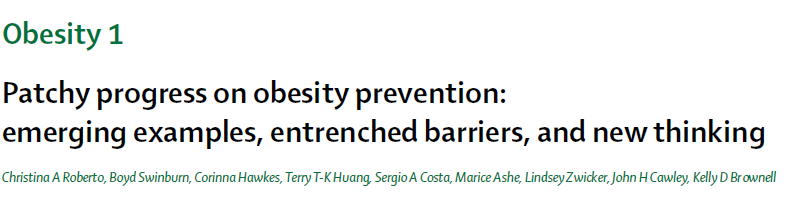 Obesity 1
Patchy progress on obesity prevention:
emerging examples, entrenched barriers, and new thinking
Christina A Roberto, Boyd Swinburn, Corinna Hawkes, Terry T-K Huang, Sergio A Costa, Marice Ashe, Lindsey Zwicker, John H Cawley, Kelly D Brownell